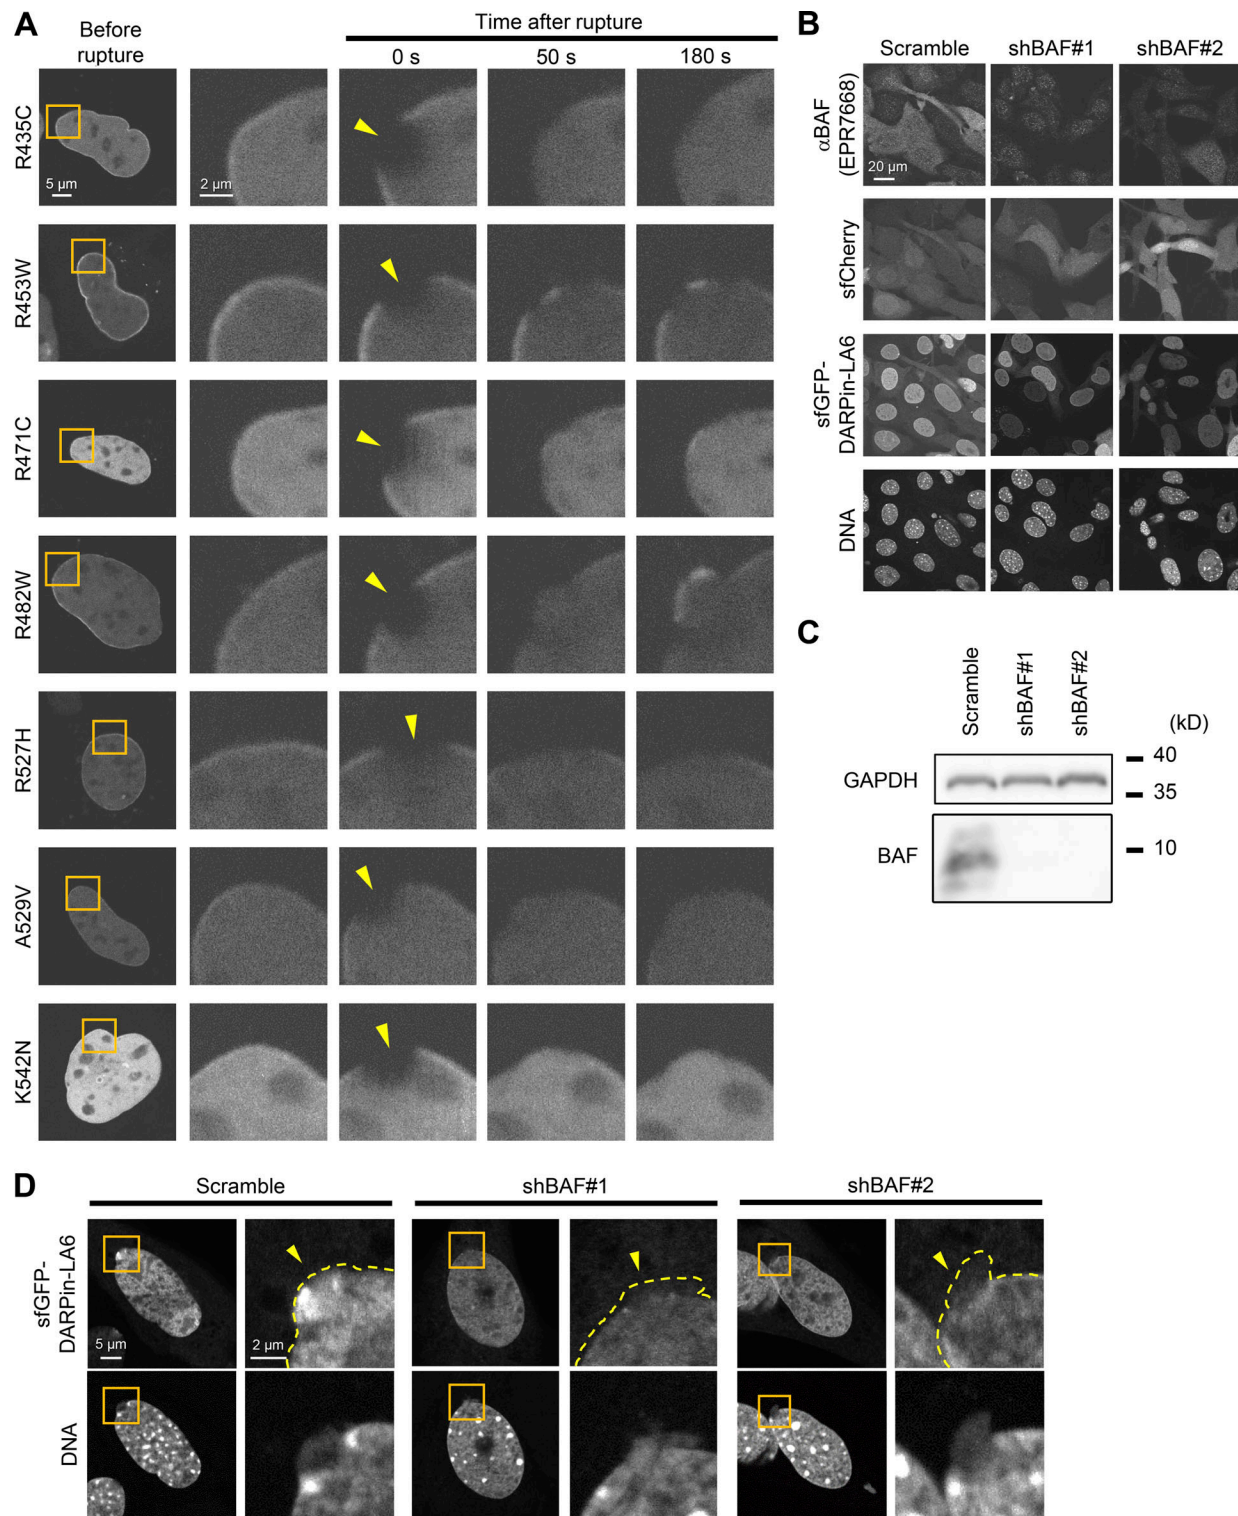 A
Before
rupture
Time after rupture
0 s
50 s
180 s
R435C
5 µm
2 µm
R453W
R471C
R482W
R527H
A529V
K542N
B
Scramble
shBAF#1
shBAF#2
αBAF
(EPR7668)
20 µm
sfCherry
sfGFP-
DARPin-LA6
DNA
C
Scramble
shBAF#1
shBAF#2
(kD)
GAPDH
40
35
BAF
10
D
Scramble
shBAF#1
shBAF#2
sfGFP-
DARPin-LA6
5 µm
2 µm
DNA